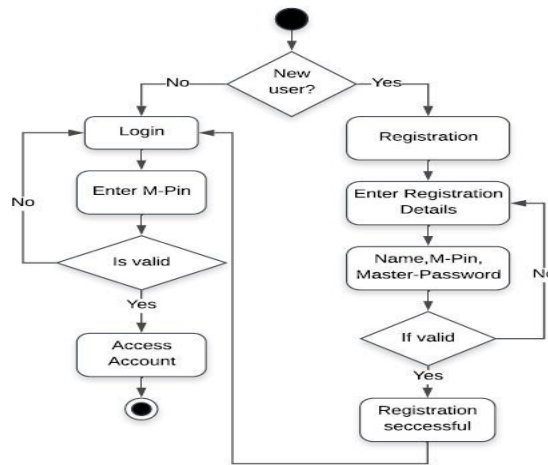 New
user?
No
Yes
Login
Registration
Enter M-Pin
Enter Registration
Details
No
Name,M-Pin,
Master-Password
Is valid
No
Yes
If valid
Access
Account
Yes
Registration
seccessful